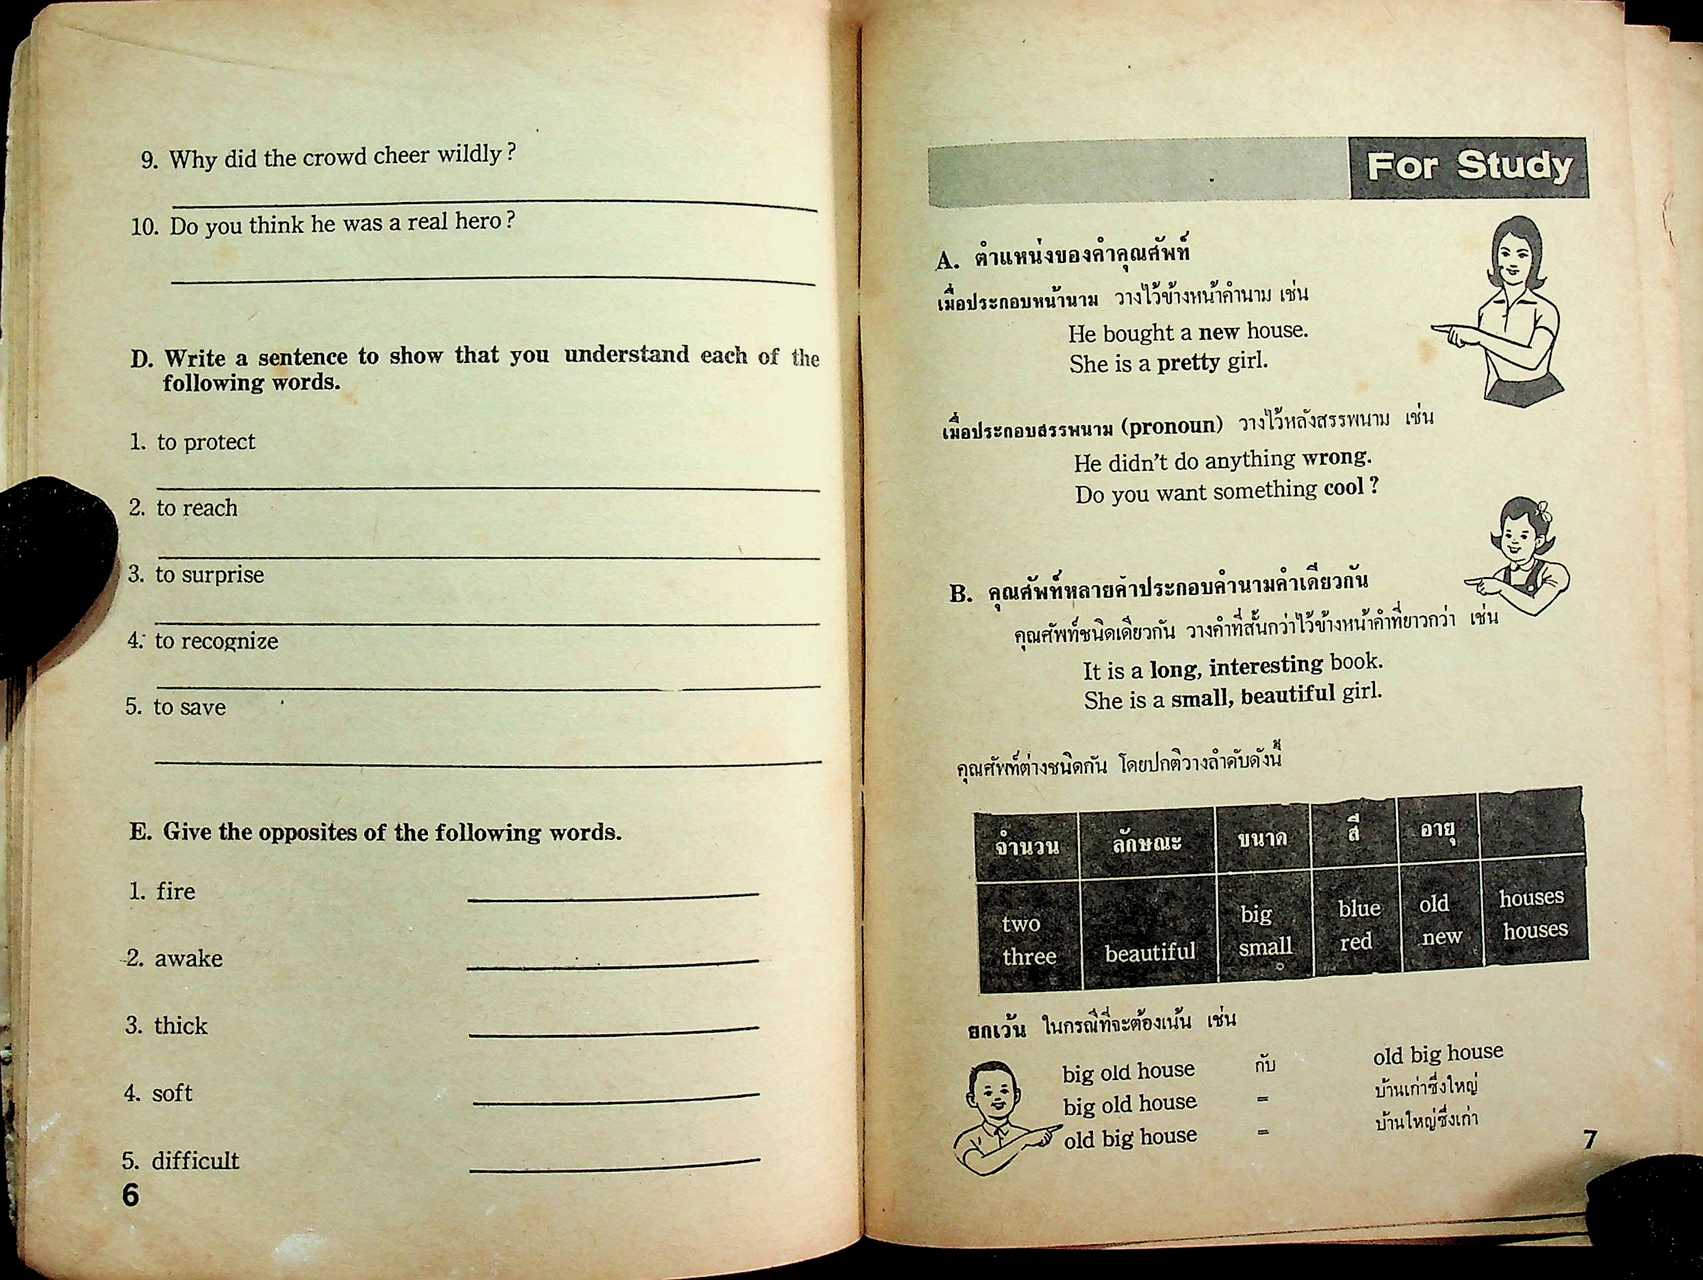 9. Why did the crowd cheer wildly?
10. Do you think he was a real hero?
D. Write a sentence to show that you understand each of the
following words.
1. to protect
2. to reach
3. to surprise
4. to recognize
5. to save
E. Give the opposites of the following words.
1. fire
2. awake
3. thick
4. soft
5. difficult
6
For Study
A. ตำแหน่งของคำคุณศัพท์
เมื่อประกอบหน้านาม วางไว้ข้างหน้าคำนาม เช่น
He bought a new house.
She is a pretty girl.
เมื่อประกอบสรรพนาม (pronoun) วางไว้หลังสรรพนาม เช่น
He didn't do anything wrong.
Do you want something cool?
B. คุณศัพท์หลายคำประกอบคำนามคำเดียวกัน
คุณศัพท์ชนิดเดียวกัน วางคำที่สั้นกว่าไว้ข้างหน้าคำที่ยาวกว่า เช่น
It is a long, interesting book.
She is a small, beautiful girl.
คุณศัพท์ต่างชนิดกัน โดยปกติวางลำดับดังนี้
จำนวน ลักษณะ ขนาด สี อายุ
two big blue old houses
three beautiful small red new houses
ยกเว้น ในกรณีที่จะต้องเน้น เช่น
big old house กับ old big house
big old house = บ้านเก่าซึ่งใหญ่
old big house = บ้านใหญ่ซึ่งเก่า
7